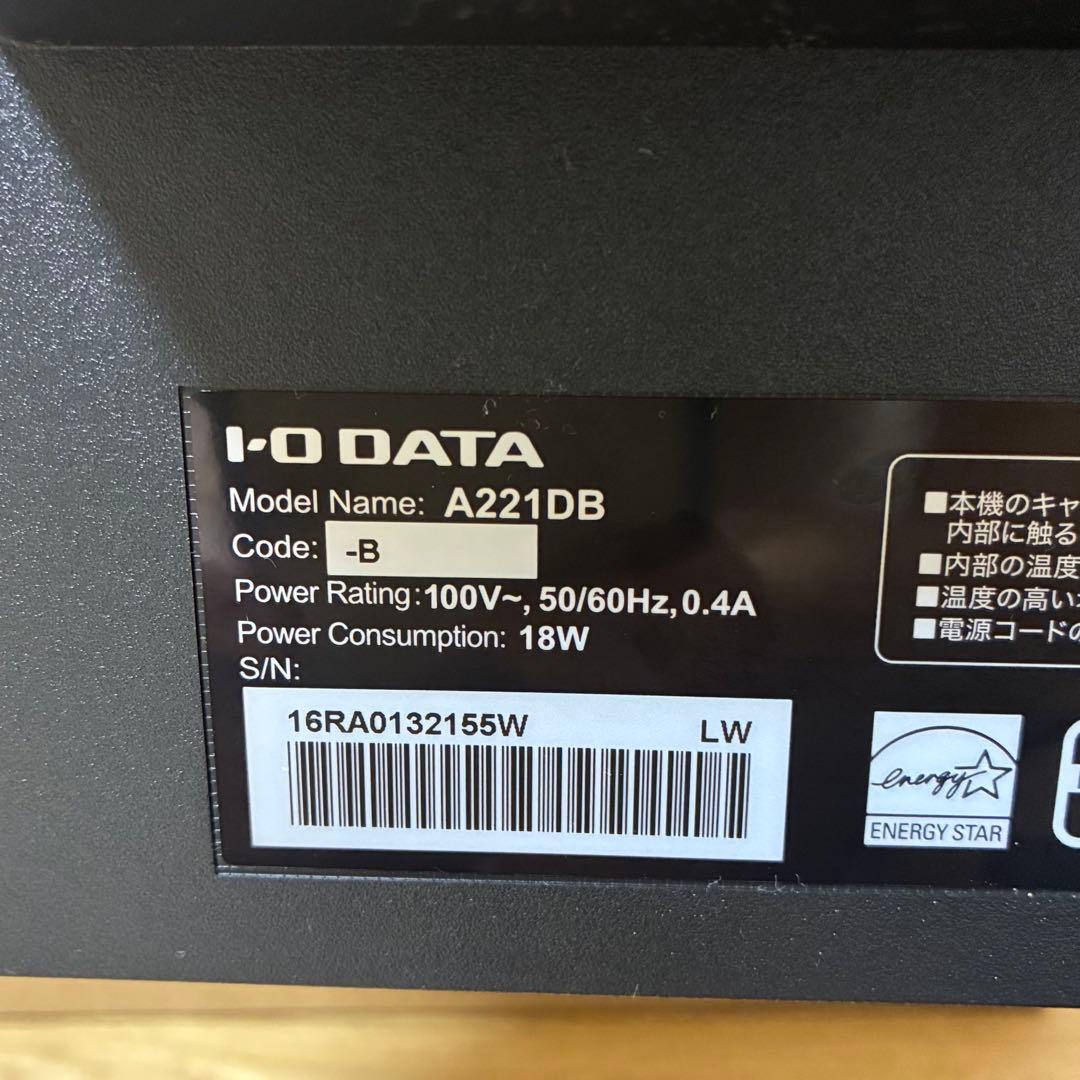 I-O DATA
Model Name: A221DB
Code: -B
Power Rating: 100V~, 50/60Hz, 0.4A
Power Consumption: 18W
S/N:
16RA0132155W LW
■本機のキャ
内部に触る
■内部の温度
■温度の高い
■電源コードの
energy
ENERGY STAR